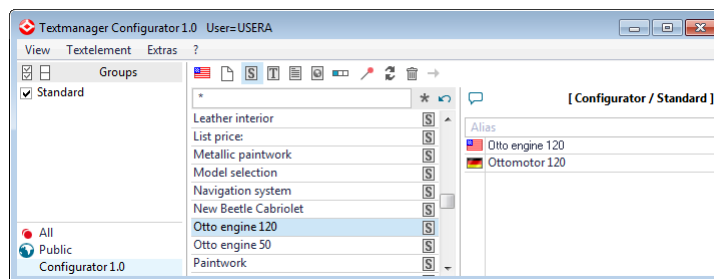 Textmanager Configurator 1.0 User=USERA
View Textelement Extras ?
Groups
Standard
All
Public
Configurator 1.0
S T
*
*
Leather interior S
List price: S
Metallic paintwork S
Model selection S
Navigation system S
New Beetle Cabriolet S
Otto engine 120 S
Otto engine 50 S
Paintwork S
[ Configurator / Standard ]
Alias
Otto engine 120
Ottomotor 120